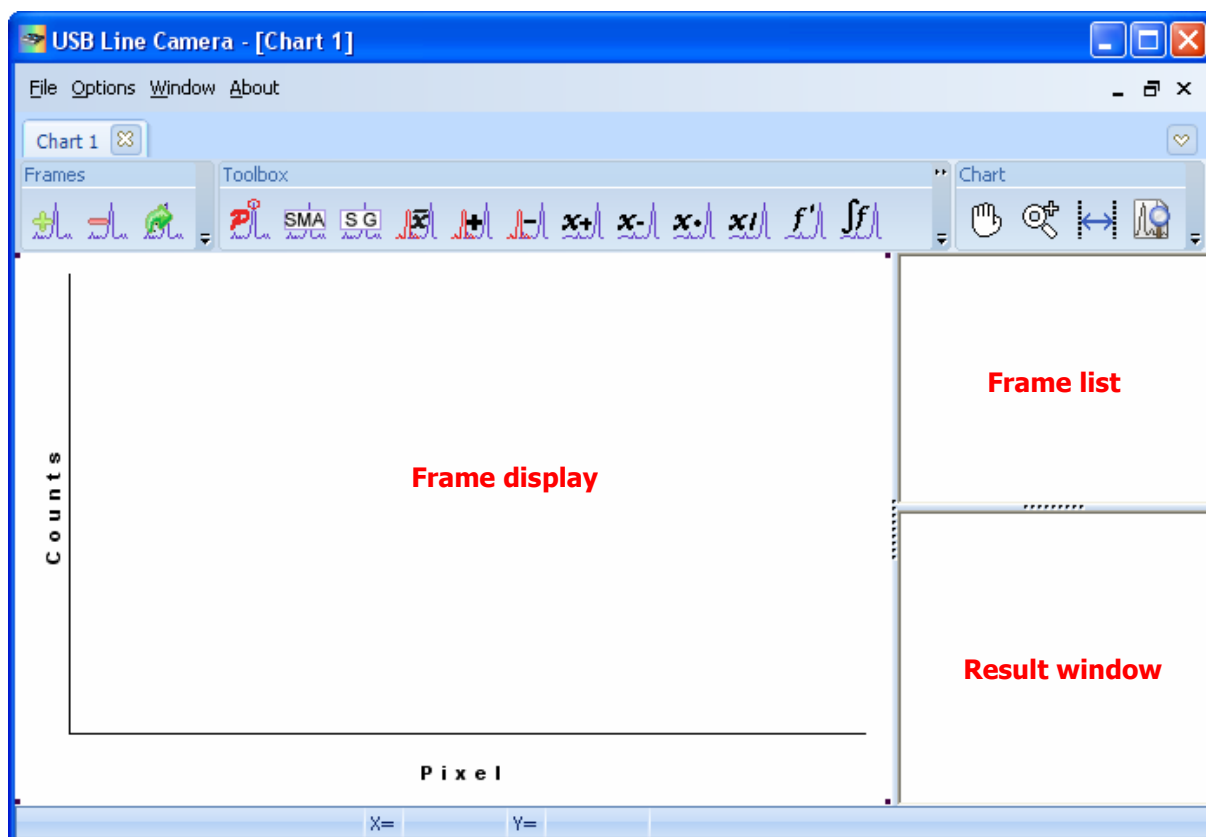 USB Line Camera - [Chart 1]
File Options Window About
Chart 1
Frames Toolbox Chart
P SMA S G x̄ + - x+ x- x• x/ f' ∫f
Frame list
Frame display
Counts
Result window
Pixel
X= Y=